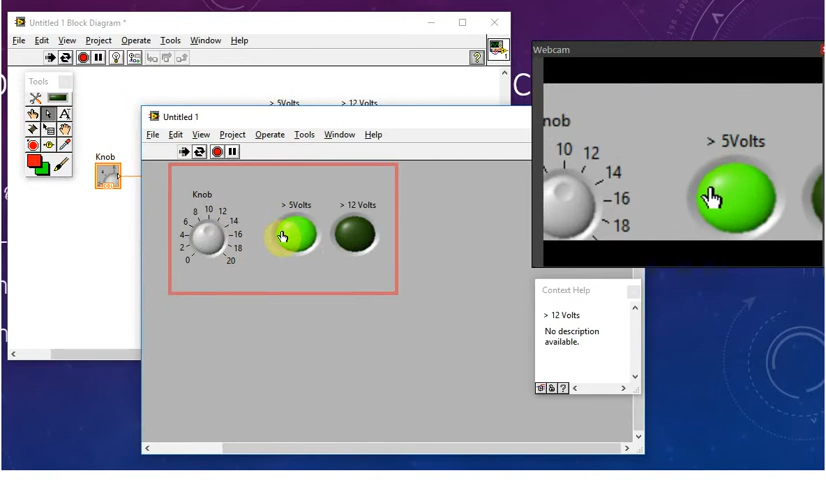 Untitled 1 Block Diagram *
File Edit View Project Operate Tools Window Help
1
Tools
> 5Volts > 12 Volts
Knob
Untitled 1
File Edit View Project Operate Tools Window Help
Knob
> 5Volts > 12 Volts
0 2 4 6 8 10 12 14 16 18 20
Webcam
nob
> 5Volts
10 12 14 16 18
Context Help
> 12 Volts
No description
available.